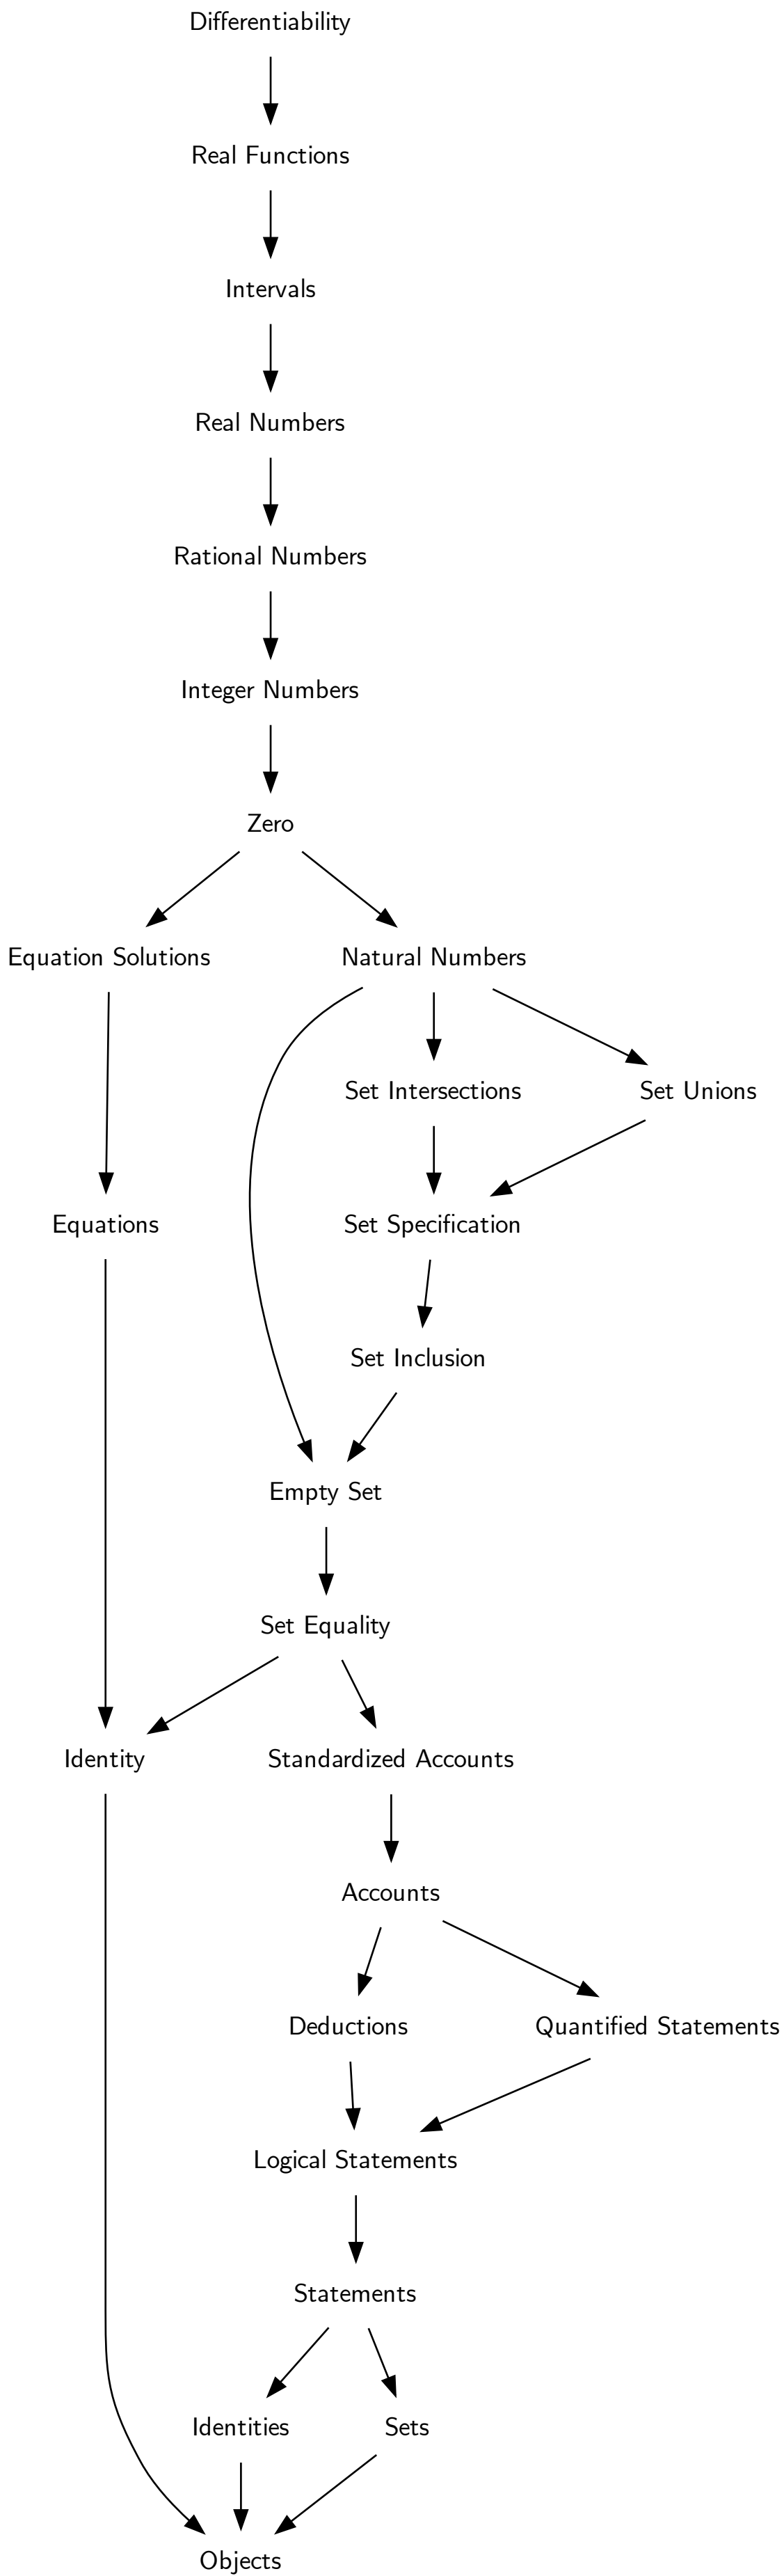 Differentiability
Real Functions
Intervals
Real Numbers
Rational Numbers
Integer Numbers
Zero
Equation Solutions
Natural Numbers
Set Intersections
Set Unions
Equations
Set Specification
Set Inclusion
Empty Set
Set Equality
Identity
Standardized Accounts
Accounts
Deductions
Quantified Statements
Logical Statements
Statements
Identities
Sets
Objects